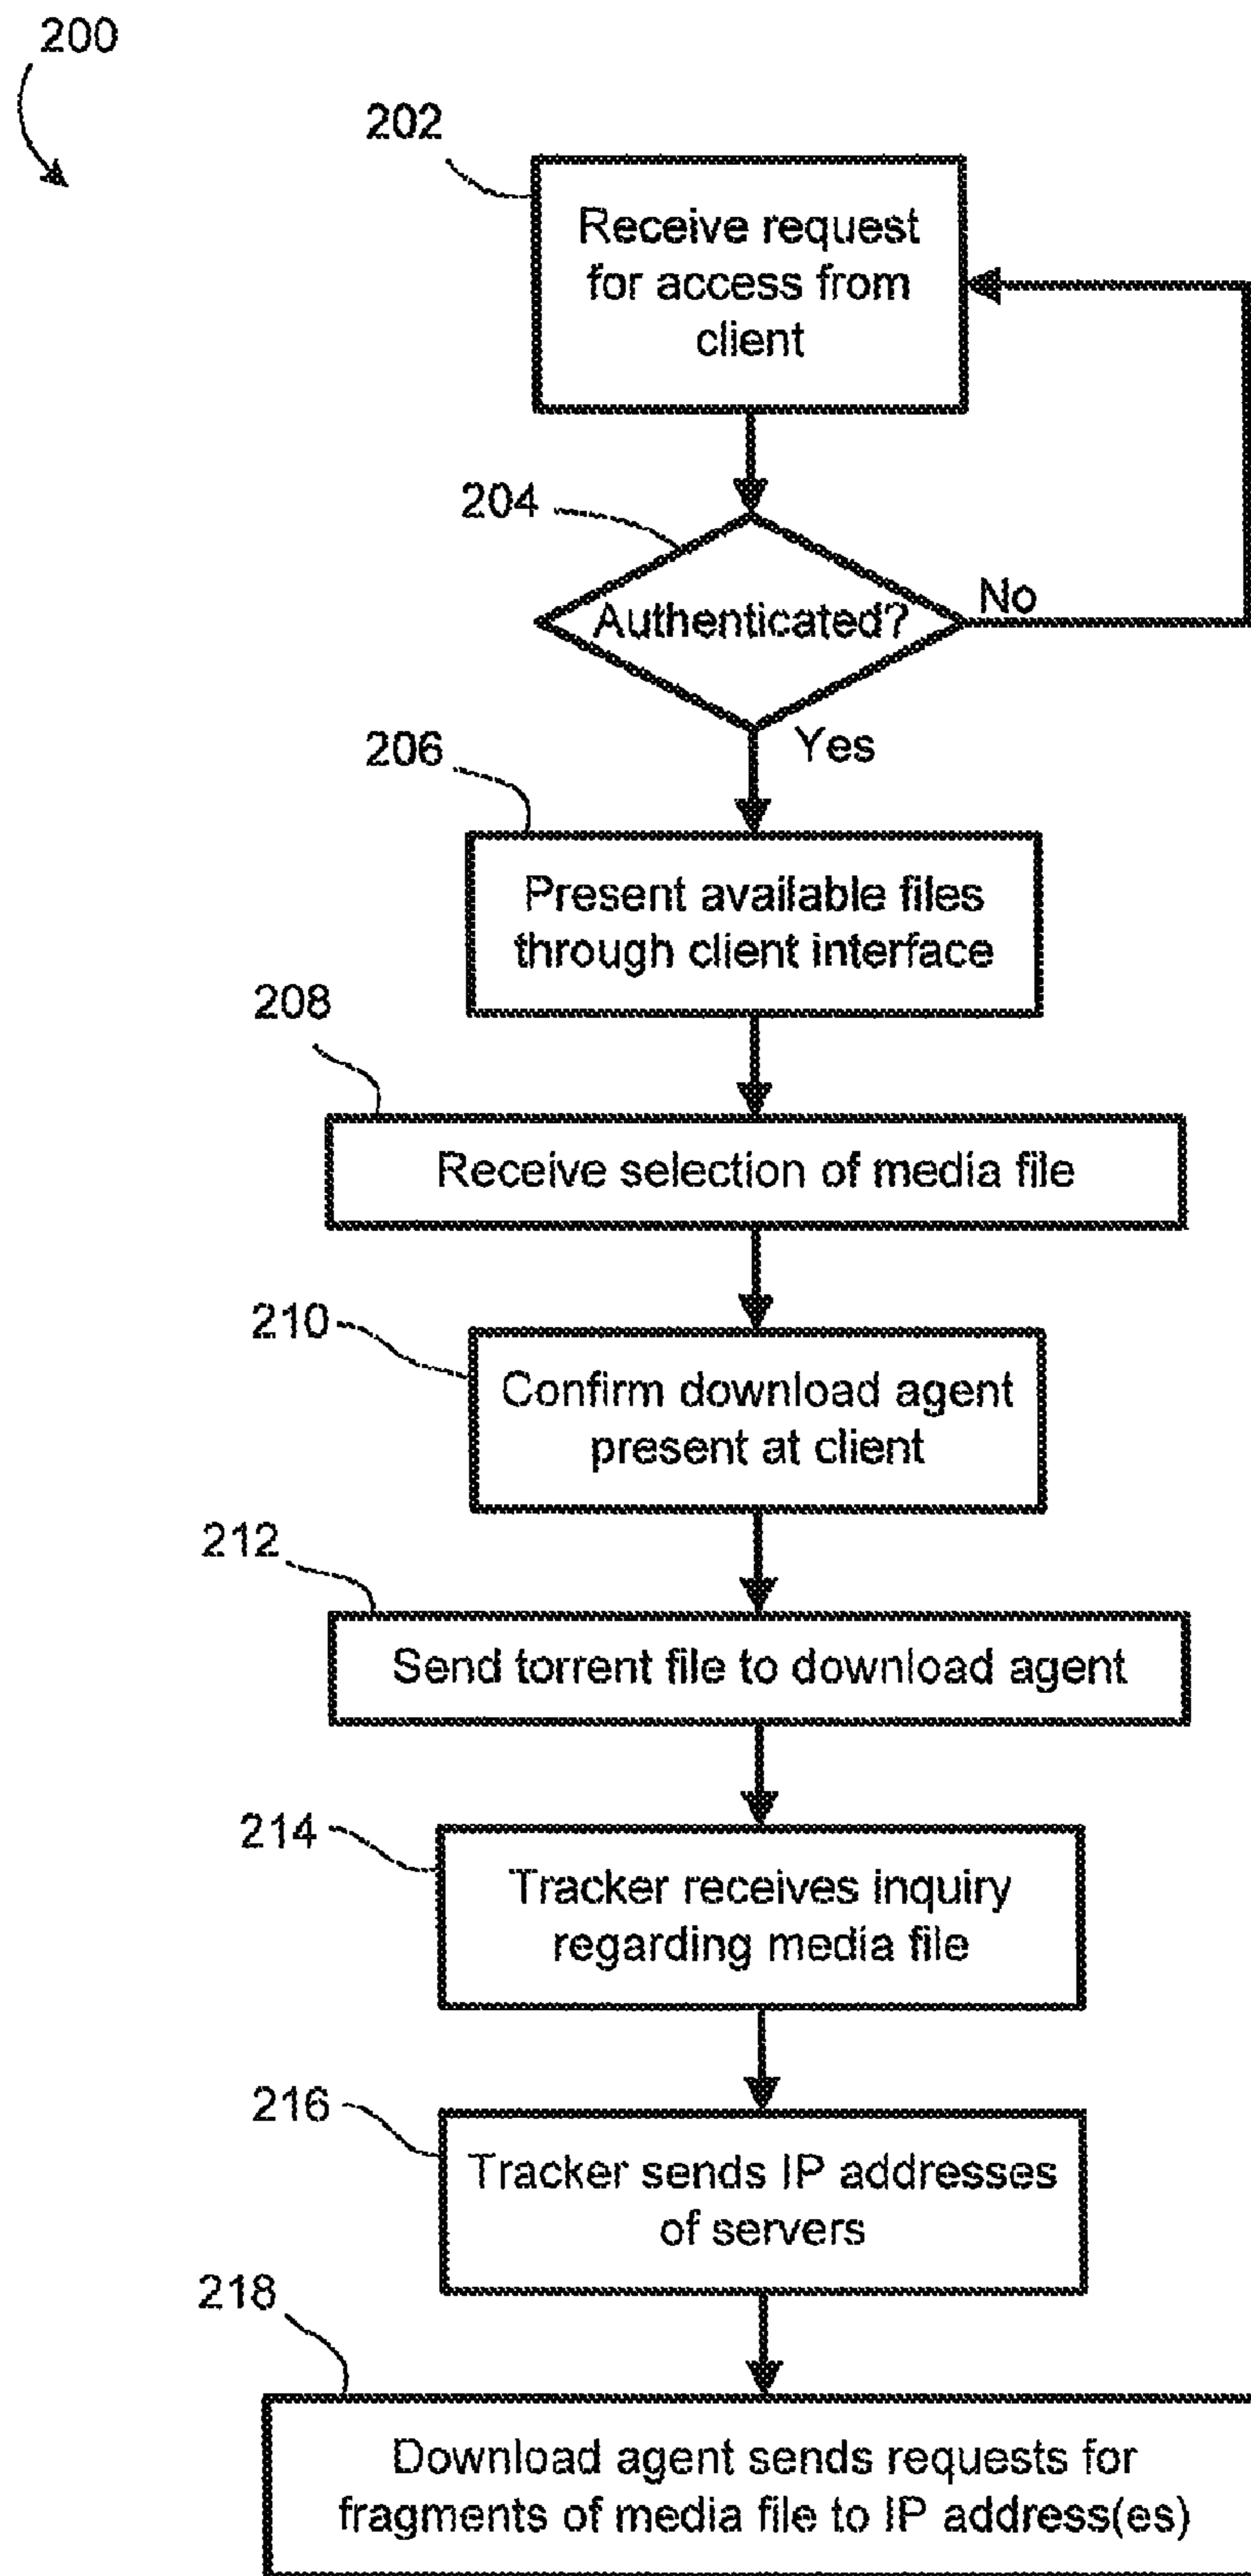 200
202
Receive request
for access from
client
204
Authenticated?
No
Yes
206
Present available files
through client interface
208
Receive selection of media file
210
Confirm download agent
present at client
212
Send torrent file to download agent
214
Tracker receives inquiry
regarding media file
216
Tracker sends IP addresses
of servers
218
Download agent sends requests for
fragments of media file to IP address(es)